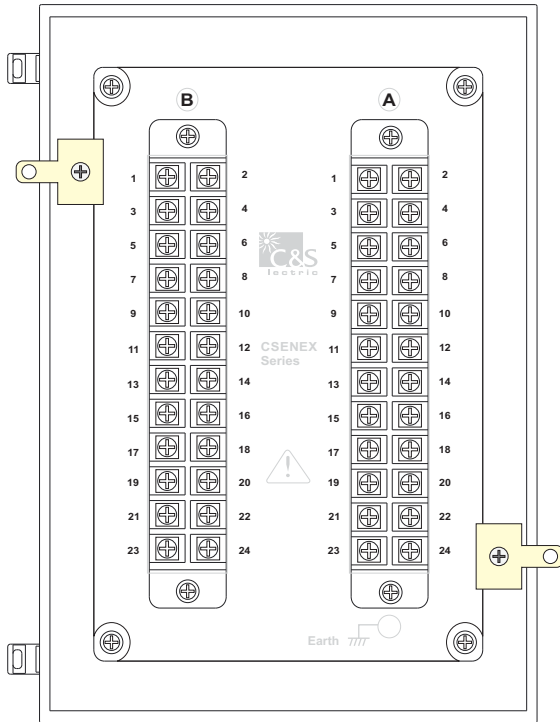 B A
1 2 1 2
3 4 3 4
5 6 5 6
C&S
lectric
7 8 7 8
9 10 9 10
11 12 11 12
CSENEX
Series
13 14 13 14
15 16 15 16
17 18 17 18
19 20 19 20
21 22 21 22
23 24 23 24
Earth